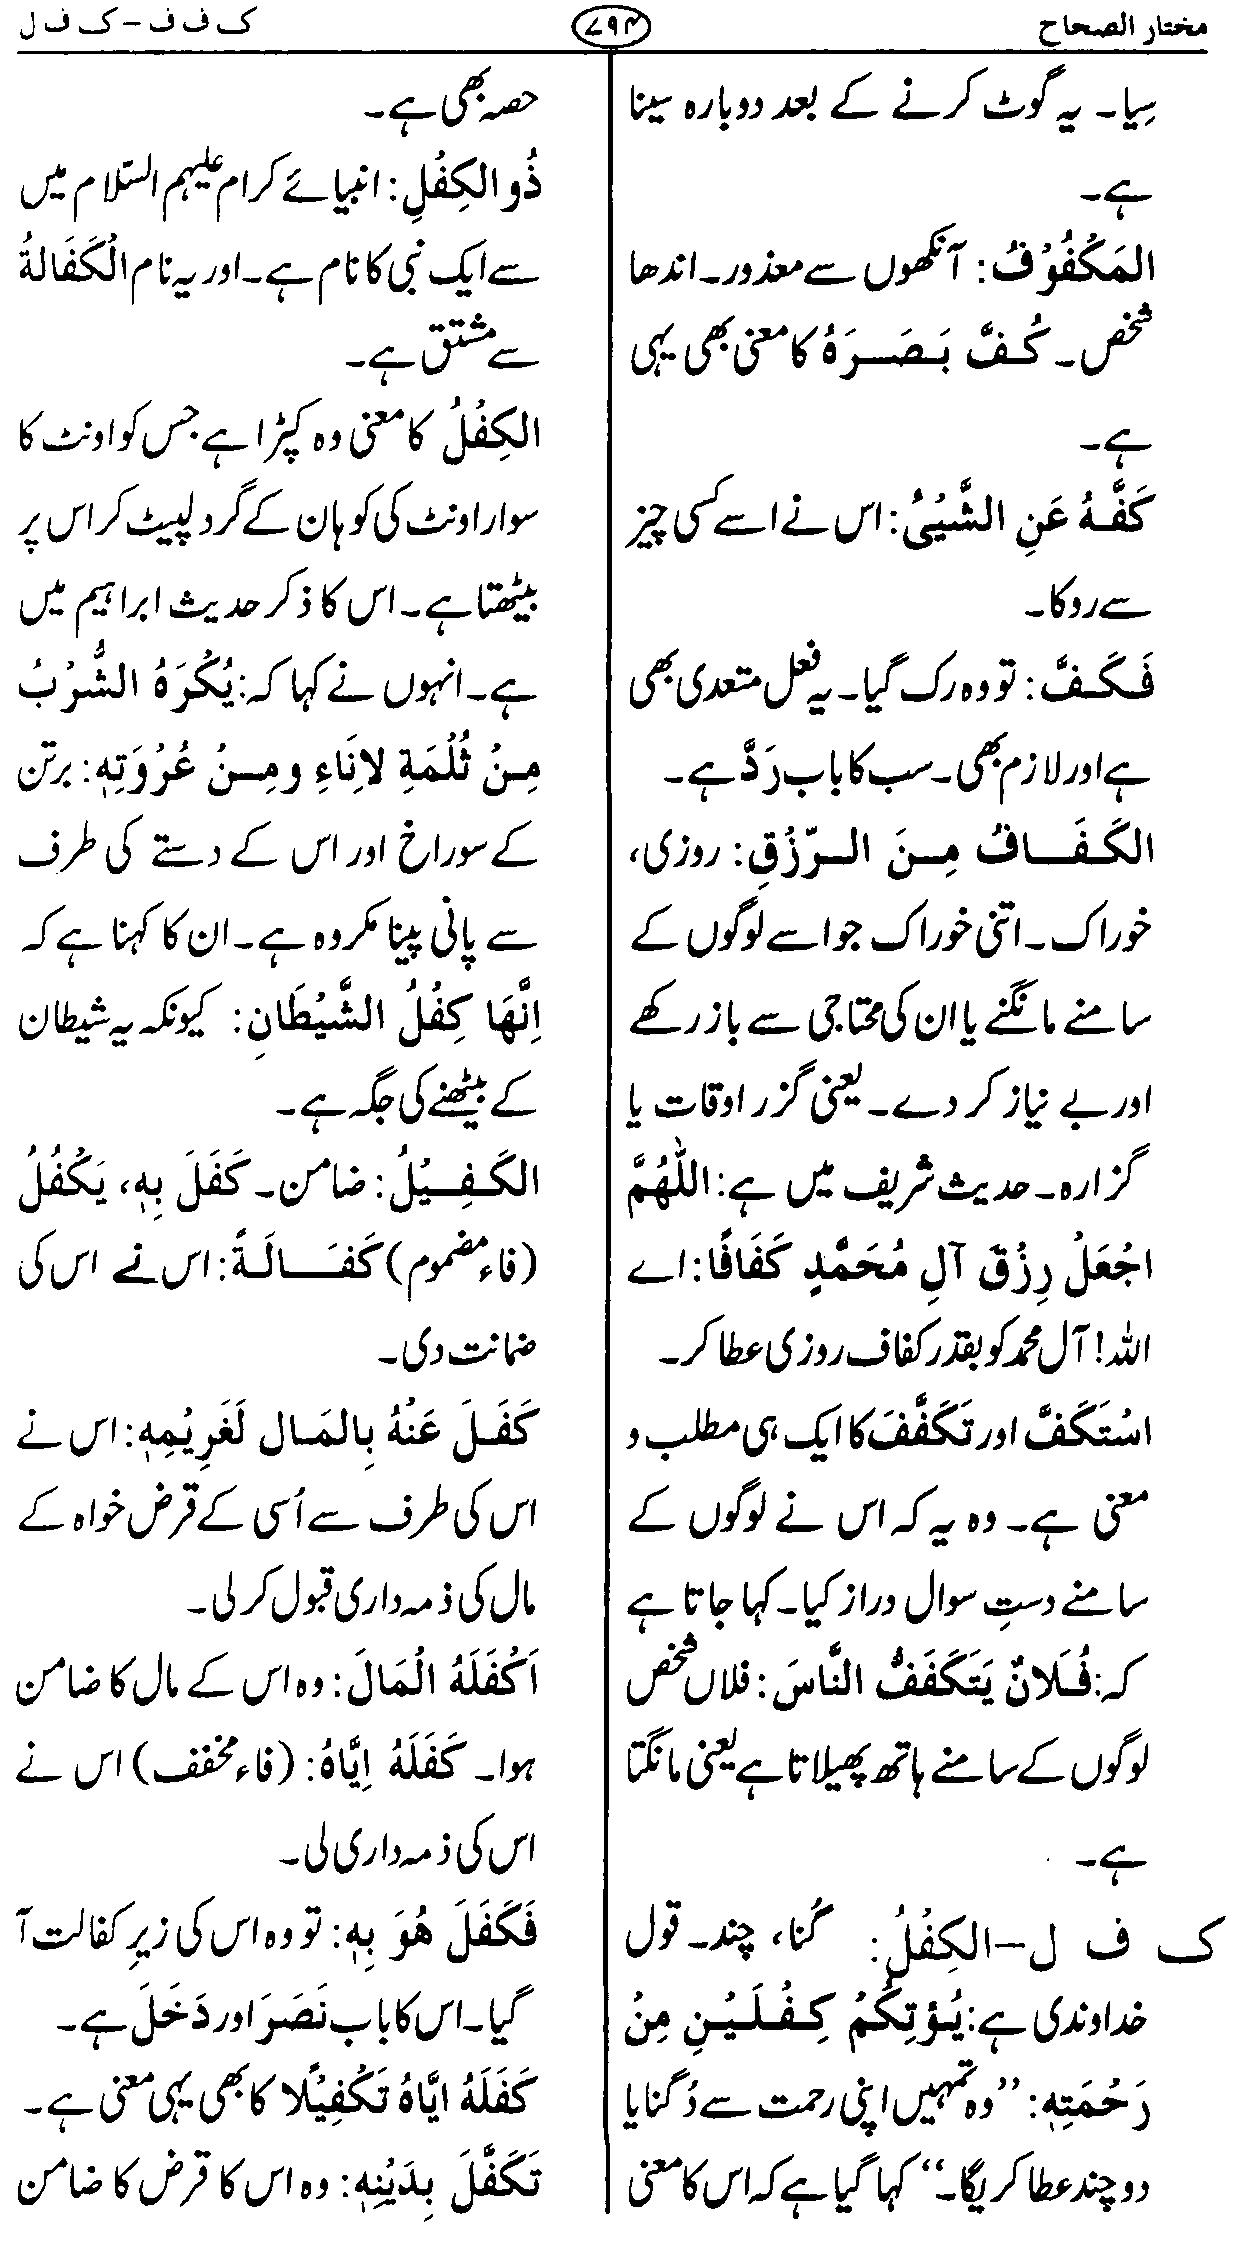 مختار الصحاح
۷۹۴
ک ف ف – ک ف ل
سِیا۔ یہ گوٹ کرنے کے بعد دوبارہ سینا
ہے۔
المَکْفُوْفُ: آنکھوں سے معذور۔ اندھا
شخص۔ کُفَّ بَصَرَہُ کا معنی بھی یہی
ہے۔
کَفَّہُ عَنِ الشَّیْیُٔ: اس نے اسے کسی چیز
سے روکا۔
فَکَفَّ: تو وہ رک گیا۔ یہ فعل متعدی بھی
ہے اور لازم بھی۔ سب کا باب رَدَّ ہے۔
الکَفَافُ مِنَ الرّزْقِ: روزی،
خوراک۔ اتنی خوراک جو اسے لوگوں کے
سامنے مانگنے یا ان کی محتاجی سے باز رکھے
اور بے نیاز کر دے۔ یعنی گزر اوقات یا
گزارہ۔ حدیث شریف میں ہے: اللّٰھُمَّ
اجْعَلْ رِزْقَ آلِ مُحَمَّدٍ کَفَافًا: اے
اللہ! آل محمد کو بقدر کفاف روزی عطا کر۔
اسْتَکَفَّ اور تَکَفَّفَ کا ایک ہی مطلب و
معنی ہے۔ وہ یہ کہ اس نے لوگوں کے
سامنے دستِ سوال دراز کیا۔ کہا جاتا ہے
کہ: فُلَانٌ یَتَکَفَّفُ النَّاسَ: فلاں شخص
لوگوں کے سامنے ہاتھ پھیلاتا ہے یعنی مانگتا
ہے۔
ک ف ل – الکِفْلُ: گُنا، چند۔ قول
خداوندی ہے: یُؤتِکُمْ کِفْلَیْنِ مِنْ
رَحْمَتِہٖ: ’’وہ تمہیں اپنی رحمت سے دُگنا یا
دو چند عطا کریگا۔‘‘ کہا گیا ہے کہ اس کا معنی
حصہ بھی ہے۔
ذُوالکِفْلِ: انبیائے کرام علیہم السّلام میں
سے ایک نبی کا نام ہے۔ اور یہ نام الْکَفَالۃُ
سے مشتق ہے۔
الکِفْلُ کا معنی وہ کپڑا ہے جس کو اونٹ کا
سوار اونٹ کی کوہان کے گرد لپیٹ کر اس پر
بیٹھتا ہے۔ اس کا ذکر حدیث ابراہیم میں
ہے۔ انہوں نے کہا کہ: یُکْرَہُ الشُّرْبُ
مِنْ ثُلْمَۃِ لانَاءِ ومِنْ عُرْوَتِہٖ: برتن
کے سوراخ اور اس کے دستے کی طرف
سے پانی پینا مکروہ ہے۔ ان کا کہنا ہے کہ
اِنَّھَا کِفْلُ الشَّیْطَانِ: کیونکہ یہ شیطان
کے بیٹھنے کی جگہ ہے۔
الکَفِیْلُ: ضامن۔ کَفَلَ بِہٖ، یَکْفُلُ
(فاء مضموم) کَفَالَۃً: اس نے اس کی
ضمانت دی۔
کَفَلَ عَنْہُ بِالمَال لَغَرِیْمِہٖ: اس نے
اس کی طرف سے اُسی کے قرض خواہ کے
مال کی ذمہ داری قبول کر لی۔
اَکْفَلَہُ الْمَالَ: وہ اس کے مال کا ضامن
ہوا۔ کَفَلَہُ اِیَّاہُ: (فاء مخفف) اس نے
اس کی ذمہ داری لی۔
فَکَفَلَ ھُوَ بِہٖ: تو وہ اس کی زیرِ کفالت آ
گیا۔ اس کا باب نَصَرَ اور دَخَلَ ہے۔
کَفَلَہُ ایَّاہُ تَکْفِیْلًا کا بھی یہی معنی ہے۔
تَکَفَّلَ بِدَیْنِہٖ: وہ اس کا قرض کا ضامن